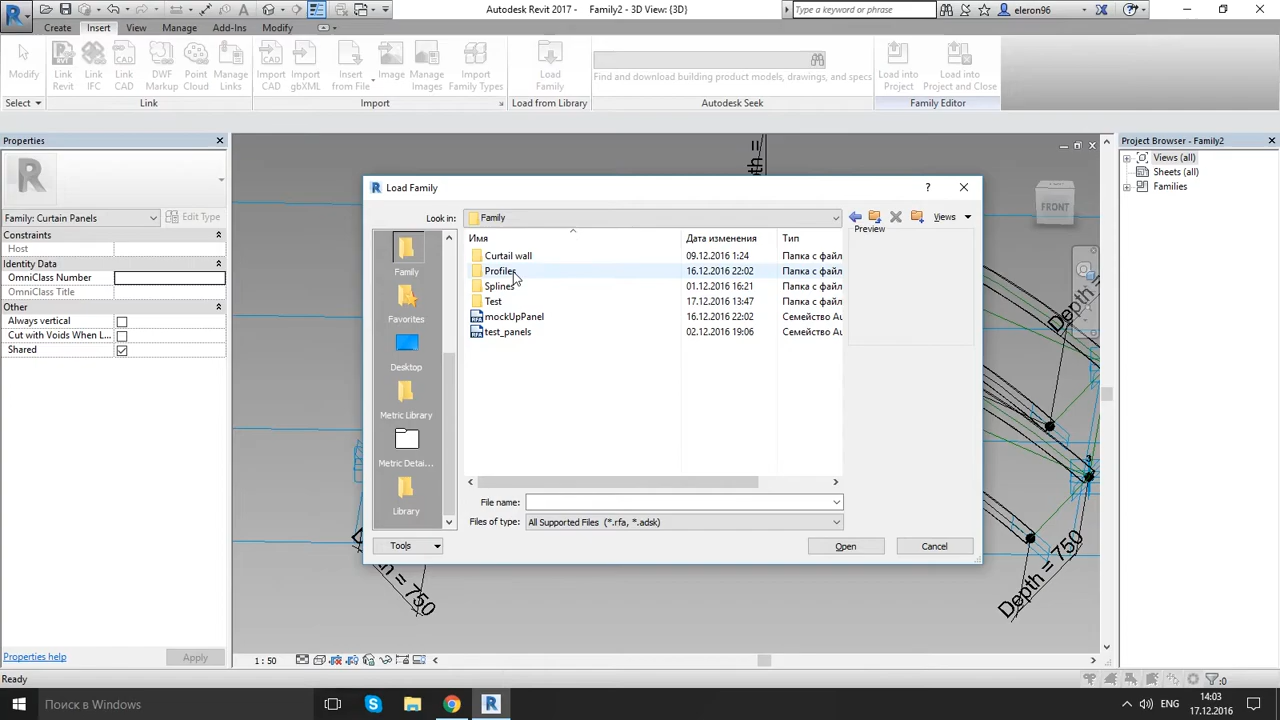 Autodesk Revit 2017 - Family2 - 3D View: {3D}
Type a keyword or phrase
eleron96
Create Insert View Manage Add-Ins Modify
Modify
Link Revit
Link IFC
Link CAD
DWF Markup
Point Cloud
Manage Links
Import CAD
Import gbXML
Insert from File
Image
Manage Images
Import Family Types
Load Family
Find and download building product models, drawings, and specs
Load into Project
Load into Project and Close
Select Link Import Load from Library Autodesk Seek Family Editor
Properties
R
Family: Curtain Panels Edit Type
Constraints
Host
Identity Data
OmniClass Number
OmniClass Title
Other
Always vertical
Cut with Voids When L...
Shared
Properties help Apply
Load Family
Look in: Family Views
Имя Дата изменения Тип
Curtail wall 09.12.2016 1:24 Папка с файл
Profiles 16.12.2016 22:02 Папка с файл
Splines 01.12.2016 16:21 Папка с файл
Test 17.12.2016 13:47 Папка с файл
mockUpPanel 16.12.2016 22:02 Семейство Au
test_panels 02.12.2016 19:06 Семейство Au
Preview
Family
Favorites
Desktop
Metric Library
Metric Detai...
Library
File name:
Files of type: All Supported Files (*.rfa, *.adsk)
Tools Open Cancel
FRONT
Depth = 750
Project Browser - Family2
Views (all)
Sheets (all)
Families
1 : 50
Ready
:0
Поиск в Windows
ENG
14:03
17.12.2016